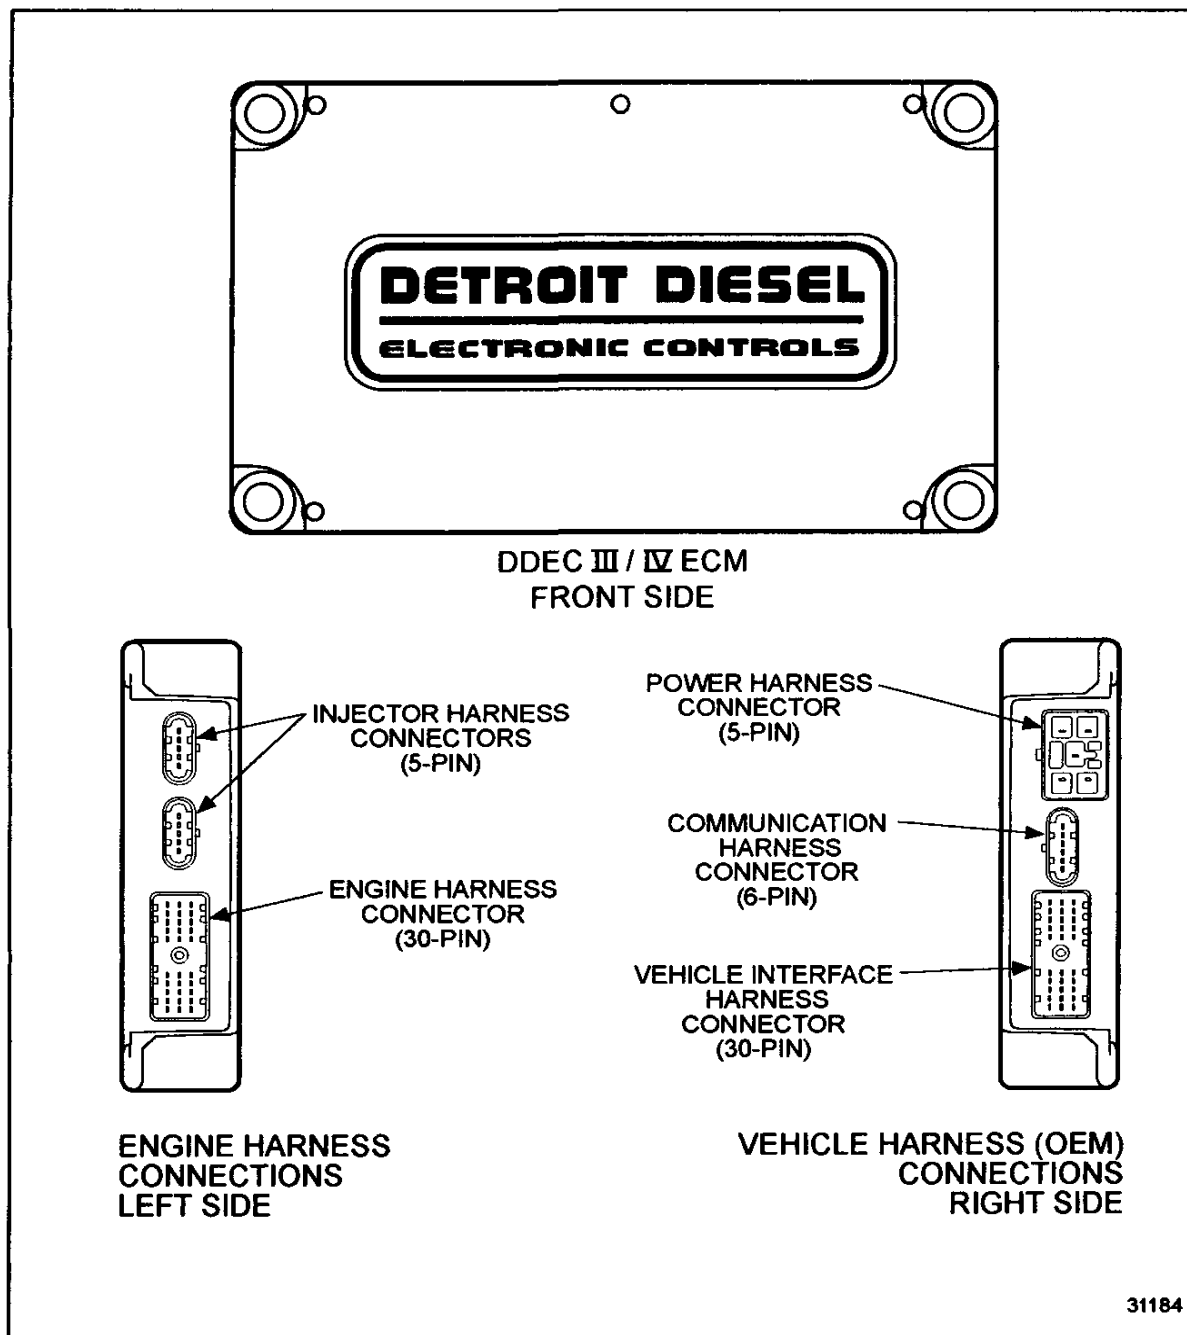 DETROIT DIESEL
ELECTRONIC CONTROLS
DDEC III / IV ECM
FRONT SIDE
INJECTOR HARNESS
CONNECTORS
(5-PIN)
ENGINE HARNESS
CONNECTOR
(30-PIN)
POWER HARNESS
CONNECTOR
(5-PIN)
COMMUNICATION
HARNESS
CONNECTOR
(6-PIN)
VEHICLE INTERFACE
HARNESS
CONNECTOR
(30-PIN)
ENGINE HARNESS
CONNECTIONS
LEFT SIDE
VEHICLE HARNESS (OEM)
CONNECTIONS
RIGHT SIDE
31184